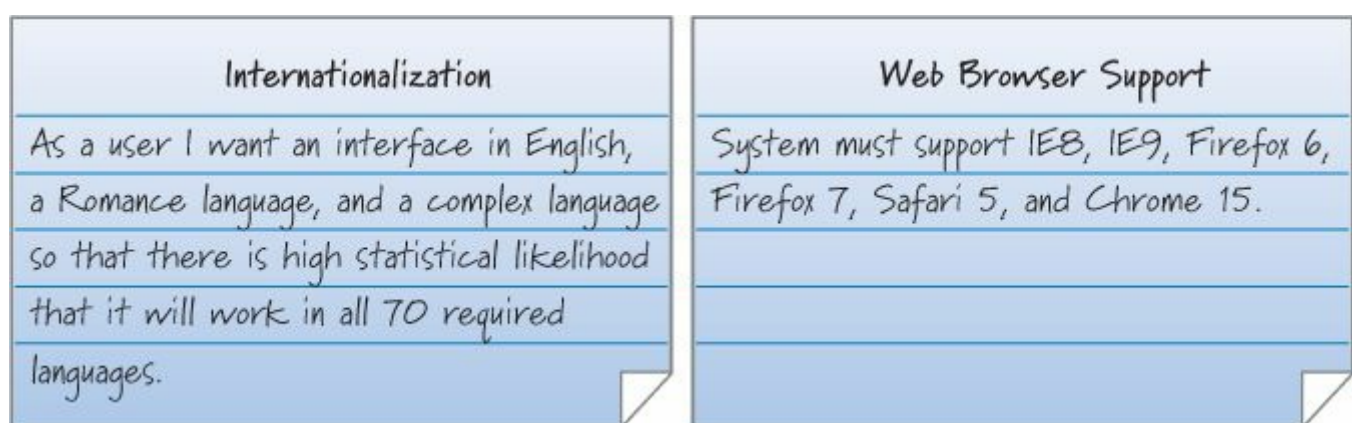 Internationalization
As a user I want an interface in English,
a Romance language, and a complex language
so that there is high statistical likelihood
that it will work in all 70 required
languages.
Web Browser Support
System must support IE8, IE9, Firefox 6,
Firefox 7, Safari 5, and Chrome 15.